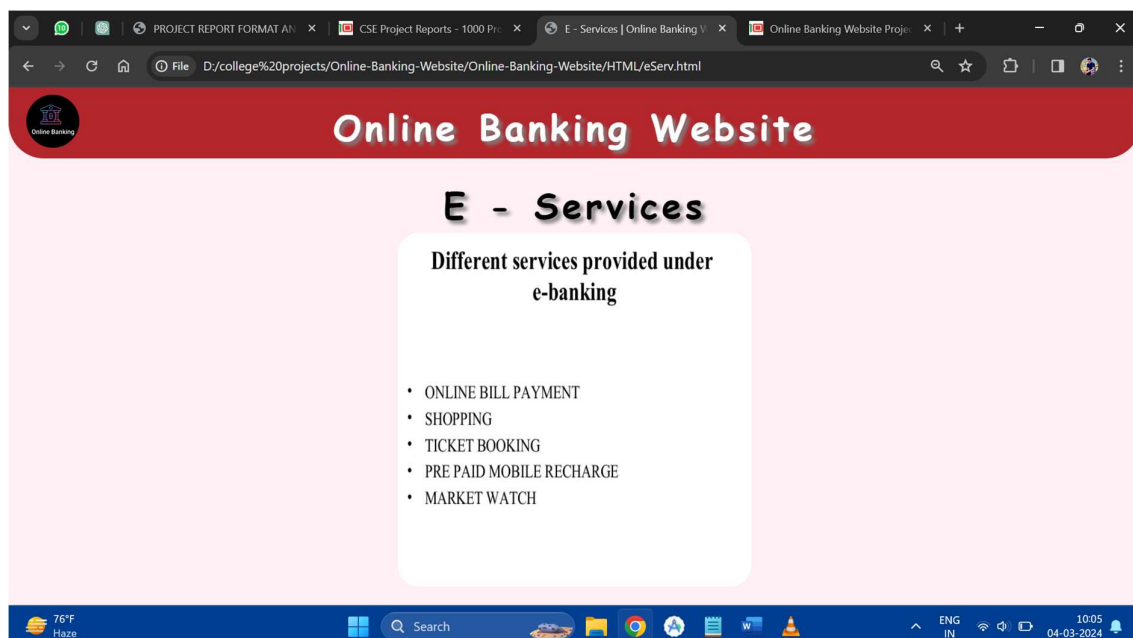 10
PROJECT REPORT FORMAT AN
CSE Project Reports - 1000 Pro
E - Services | Online Banking W
Online Banking Website Projec
File D:/college%20projects/Online-Banking-Website/Online-Banking-Website/HTML/eServ.html
Online Banking
Online Banking Website
E - Services
Different services provided under
e-banking
• ONLINE BILL PAYMENT
• SHOPPING
• TICKET BOOKING
• PRE PAID MOBILE RECHARGE
• MARKET WATCH
76°F
Haze
Search
ENG
IN
10:05
04-03-2024